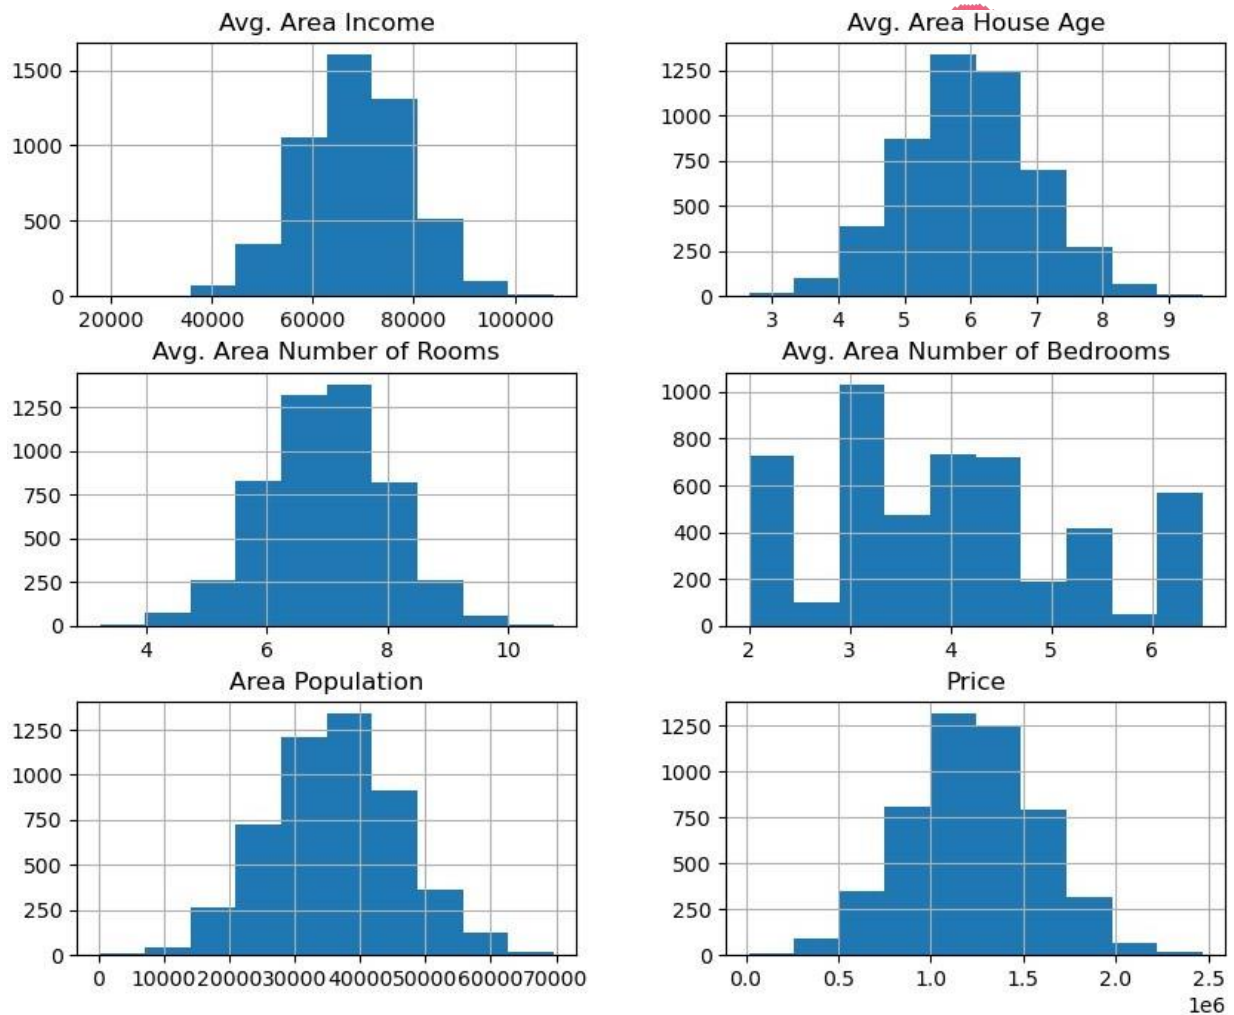 Avg. Area Income
1500
1000
500
0
20000 40000 60000 80000 100000
Avg. Area House Age
1250
1000
750
500
250
0
3 4 5 6 7 8 9
Avg. Area Number of Rooms
1250
1000
750
500
250
0
4 6 8 10
Avg. Area Number of Bedrooms
1000
800
600
400
200
0
2 3 4 5 6
Area Population
1250
1000
750
500
250
0
0 10000 20000 30000 40000 50000 60000 70000
Price
1250
1000
750
500
250
0
0.0 0.5 1.0 1.5 2.0 2.5
1e6